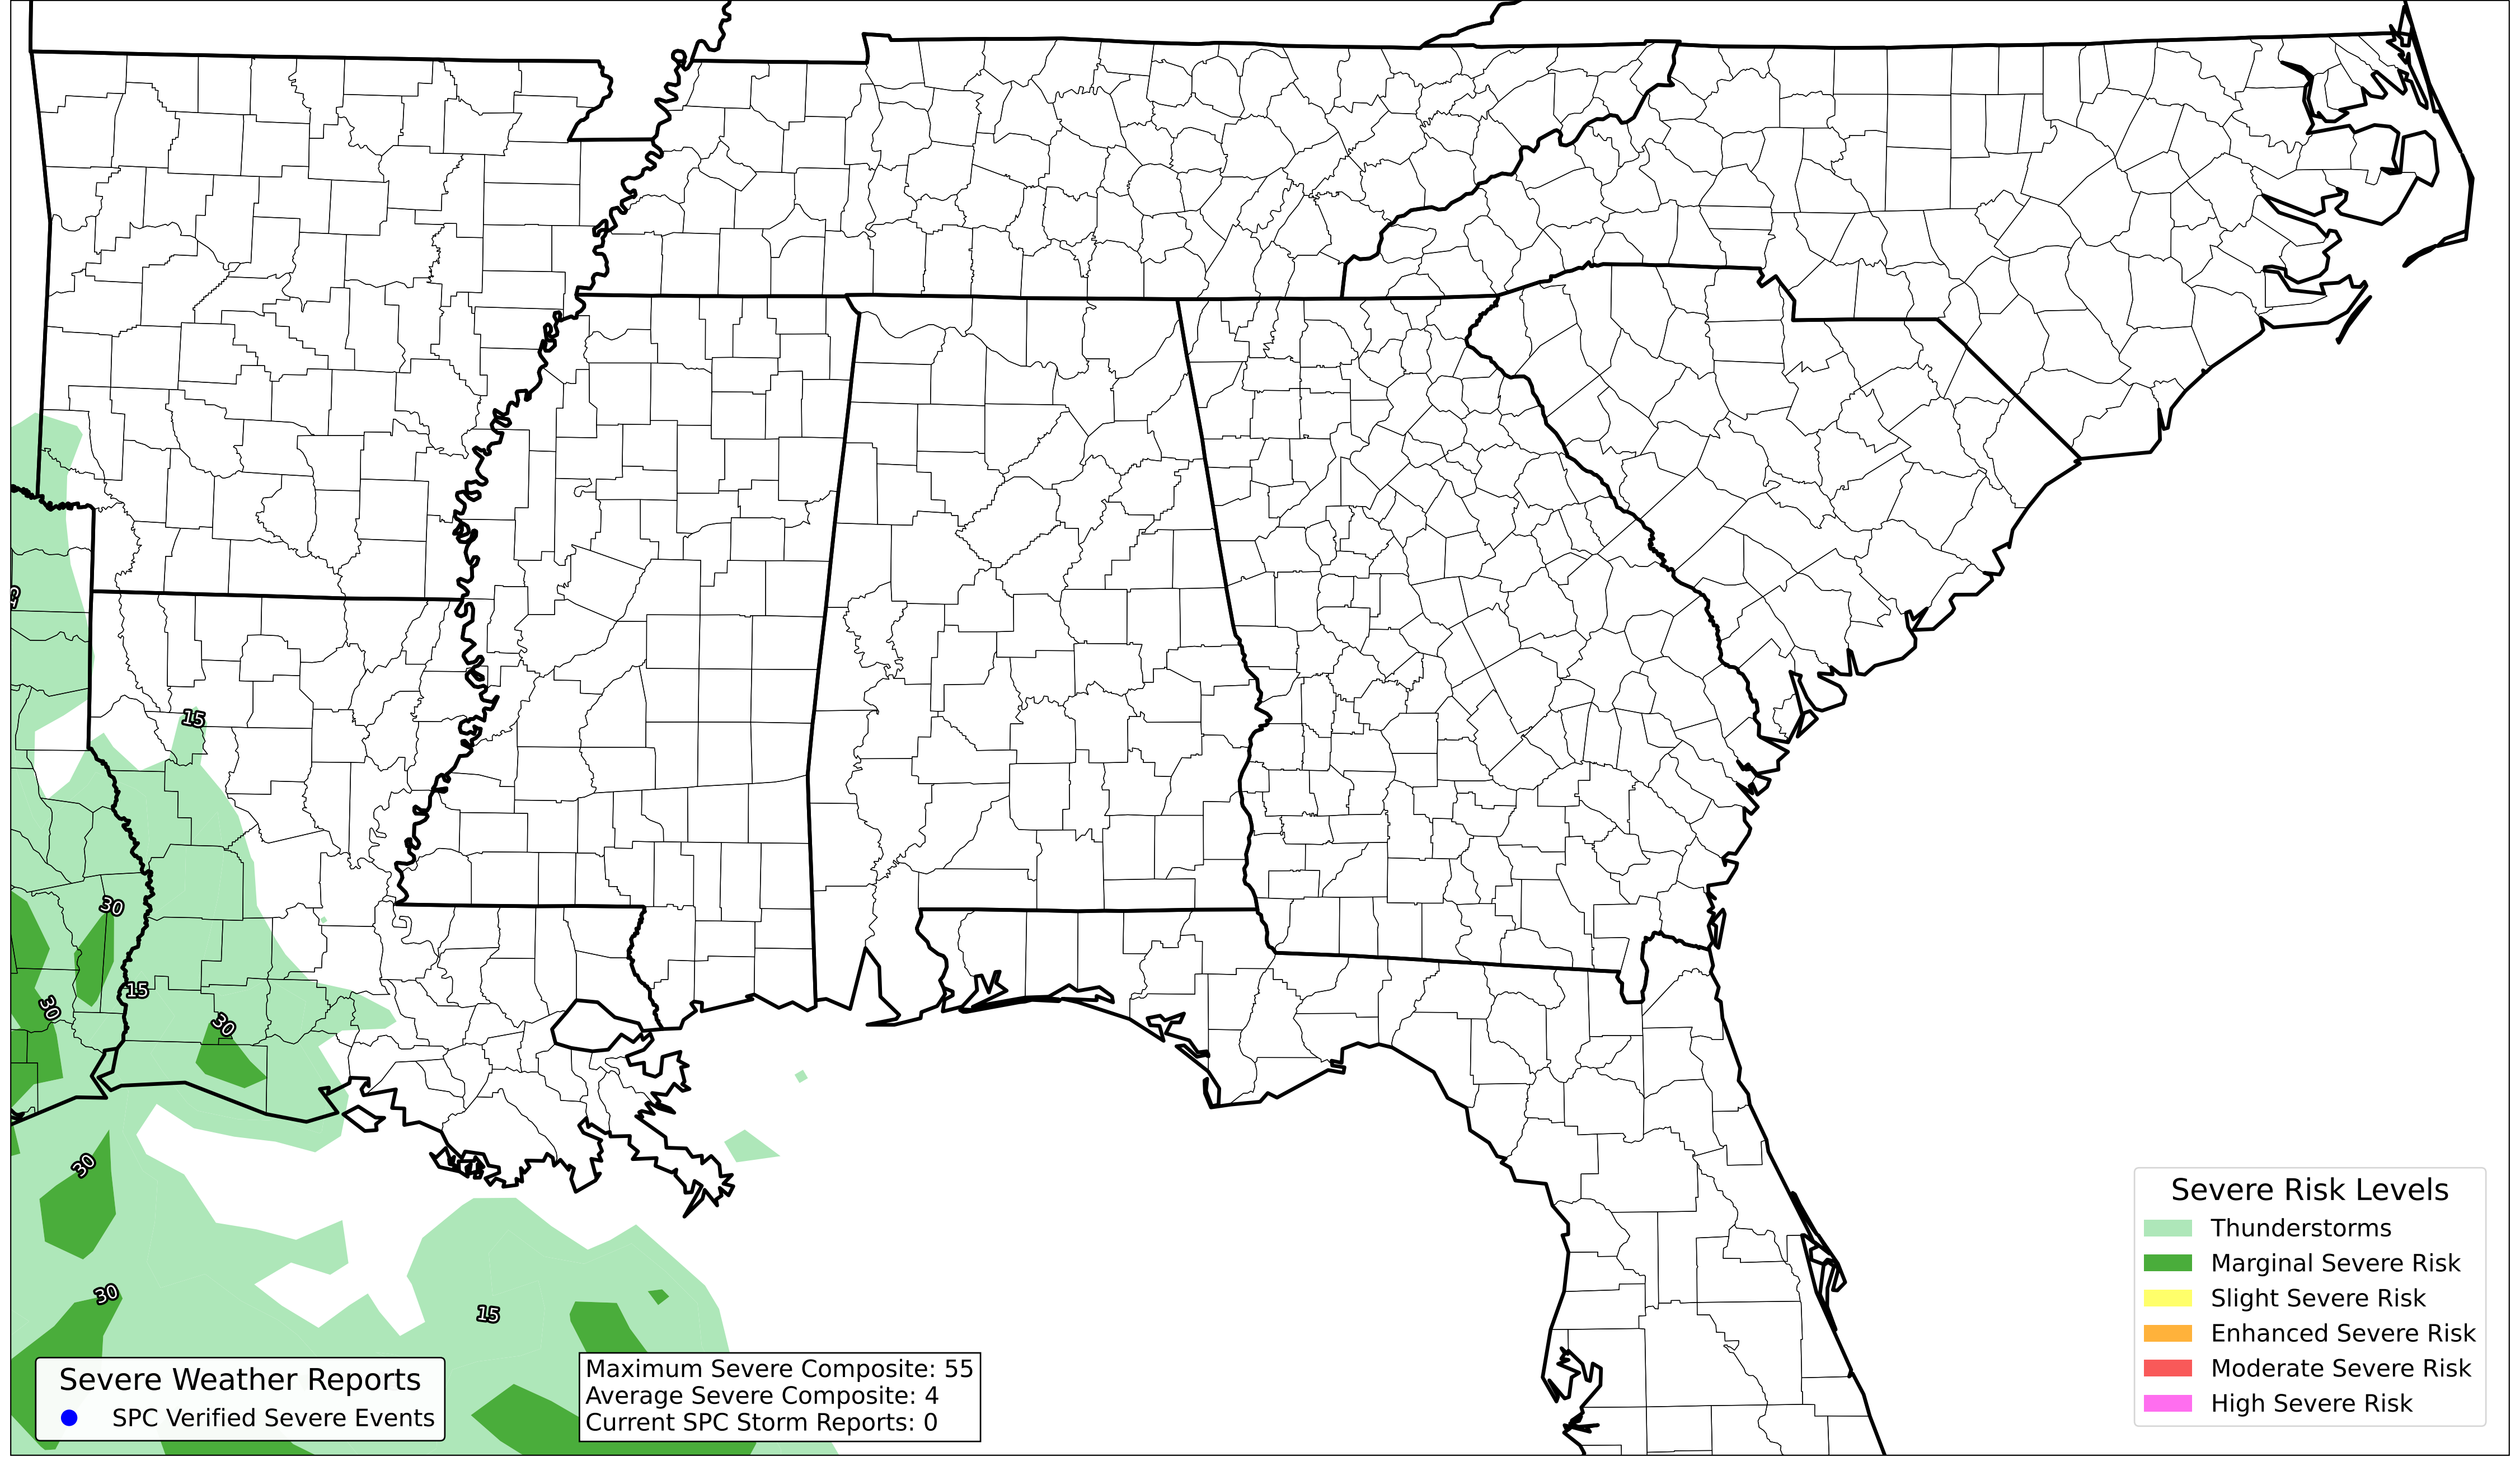 15
30
15
30
30
30
30
15
Severe Weather Reports
SPC Verified Severe Events
Maximum Severe Composite: 55
Average Severe Composite: 4
Current SPC Storm Reports: 0
Severe Risk Levels
Thunderstorms
Marginal Severe Risk
Slight Severe Risk
Enhanced Severe Risk
Moderate Severe Risk
High Severe Risk